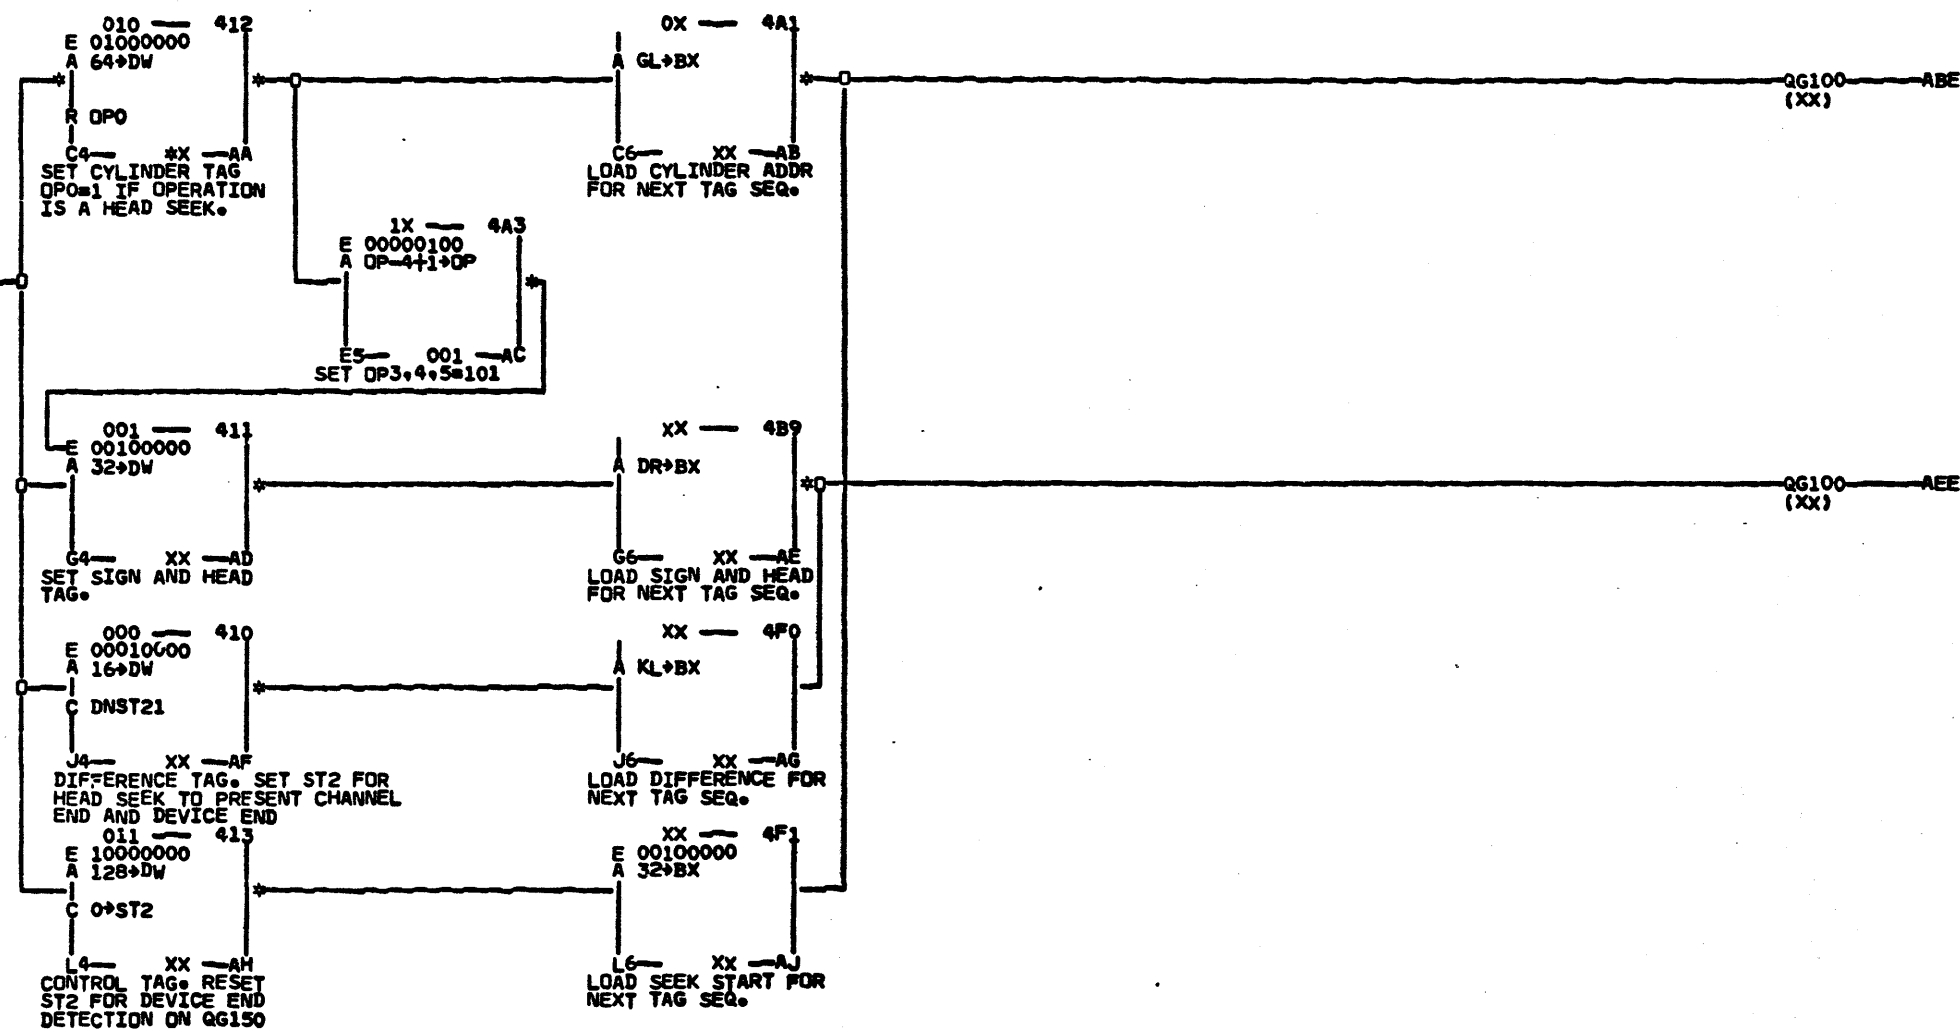 010 — 412
E 01000000
A 64→DW
*
R OPO
C4— *X —AA
SET CYLINDER TAG
OPO=1 IF OPERATION
IS A HEAD SEEK.
*
0X — 4A1
A GL→BX
C6— XX —AB
LOAD CYLINDER ADDR
FOR NEXT TAG SEQ.
*
QG100 — ABE
(XX)
1X — 4A3
E 00000100
A OP-4+1→OP
*
E5— 001 —AC
SET OP3,4,5=101
001 — 411
E 00100000
A 32→DW
*
G4— XX —AD
SET SIGN AND HEAD
TAG.
XX — 4B9
A DR→BX
*
G6— XX —AE
LOAD SIGN AND HEAD
FOR NEXT TAG SEQ.
QG100 — AEE
(XX)
000 — 410
E 00010000
A 16→DW
*
C DNST21
J4— XX —AF
DIFFERENCE TAG. SET ST2 FOR
HEAD SEEK TO PRESENT CHANNEL
END AND DEVICE END
XX — 4F0
A KL→BX
J6— XX —AG
LOAD DIFFERENCE FOR
NEXT TAG SEQ.
011 — 413
E 10000000
A 128→DW
*
C 0→ST2
L4— XX —AH
CONTROL TAG. RESET
ST2 FOR DEVICE END
DETECTION ON QG150
XX — 4F1
E 00100000
A 32→BX
L6— XX —AJ
LOAD SEEK START FOR
NEXT TAG SEQ.